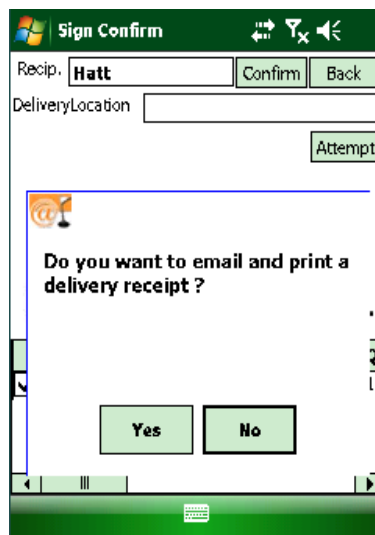 Sign Confirm
Recip. Hatt Confirm Back
DeliveryLocation
Attempt
Do you want to email and print a
delivery receipt ?
Yes No